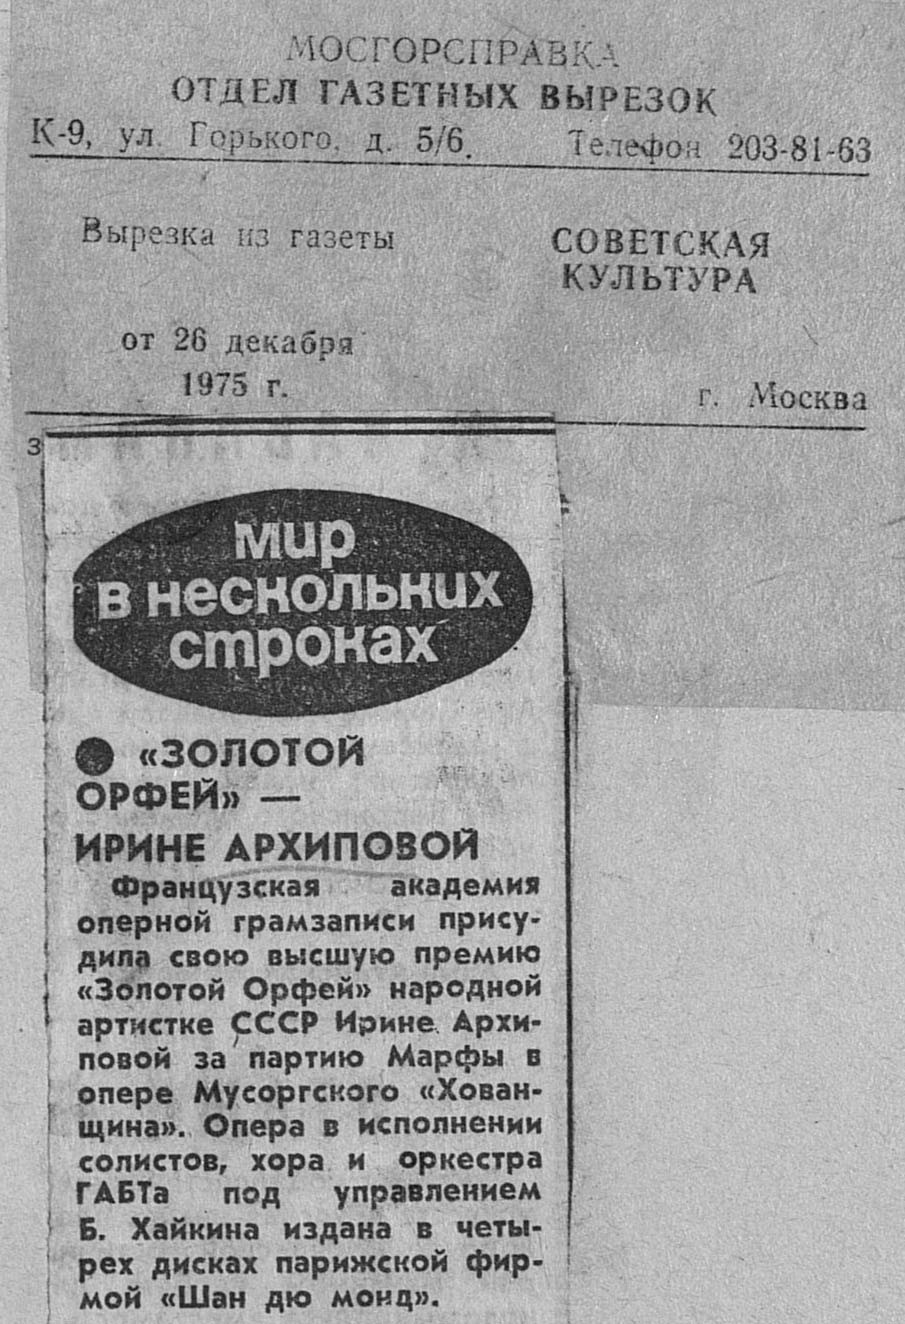 МОСГОРСПРАВКА
ОТДЕЛ ГАЗЕТНЫХ ВЫРЕЗОК
К-9, ул. Горького, д. 5/6. Телефон 203-81-63
Вырезка из газеты
СОВЕТСКАЯ
КУЛЬТУРА
от 26 декабря
1975 г.
г. Москва
3
мир
в нескольких
строках
● «ЗОЛОТОЙ
ОРФЕЙ» —
ИРИНЕ АРХИПОВОЙ
Французская академия
оперной грамзаписи прису-
дила свою высшую премию
«Золотой Орфей» народной
артистке СССР Ирине Архи-
повой за партию Марфы в
опере Мусоргского «Хован-
щина». Опера в исполнении
солистов, хора и оркестра
ГАБТа под управлением
Б. Хайкина издана в четы-
рех дисках парижской фир-
мой «Шан дю монд».